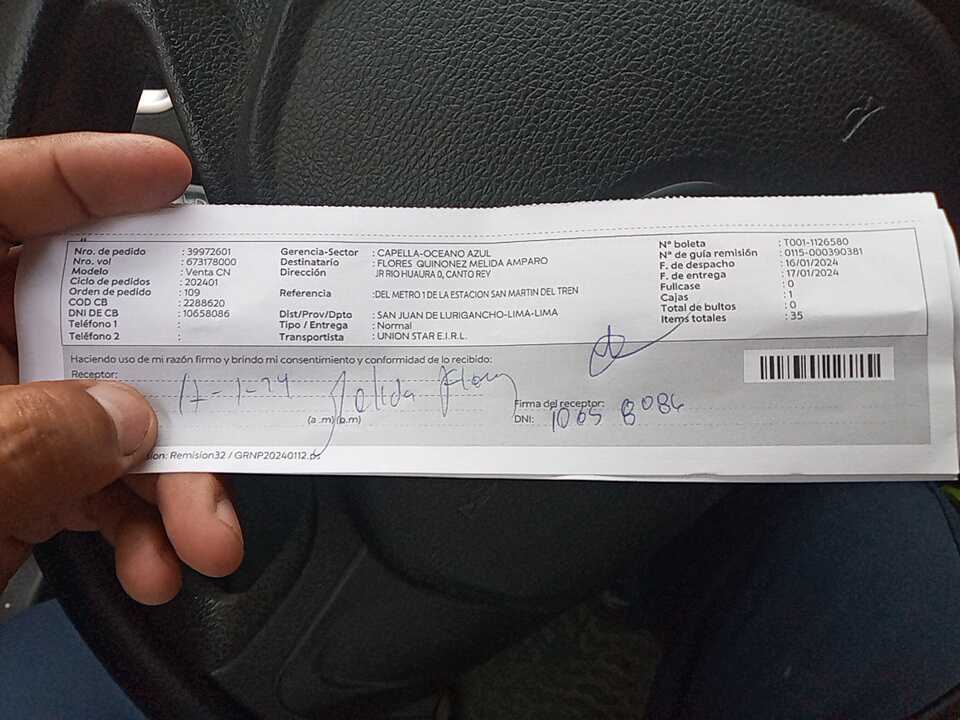 Nro. de pedido : 39972601
Nro. vol : 673178000
Modelo : Venta CN
Ciclo de pedidos : 202401
Orden de pedido : 109
COD CB : 2288620
DNI DE CB : 10658086
Teléfono 1 :
Teléfono 2 :
Gerencia-Sector : CAPELLA-OCEANO AZUL
Destinatario : FLORES QUINONEZ MELIDA AMPARO
Dirección : JR RIO HUAURA 0, CANTO REY
Referencia : DEL METRO 1 DE LA ESTACION SAN MARTIN DEL TREN
Dist/Prov/Dpto : SAN JUAN DE LURIGANCHO-LIMA-LIMA
Tipo / Entrega : Normal
Transportista : UNION STAR E.I.R.L.
N° boleta : T001-1126580
N° de guía remisión : 0115-000390381
F. de despacho : 16/01/2024
F. de entrega : 17/01/2024
Fullcase : 0
Cajas : 1
Total de bultos : 0
Items totales : 35
Haciendo uso de mi razón firmo y brindo mi consentimiento y conformidad de lo recibido:
Receptor:
17-1-24 Melida Flores
(a .m) (p.m)
Firma del receptor:
DNI: 10658086
sion: Remision32 / GRNP20240112.